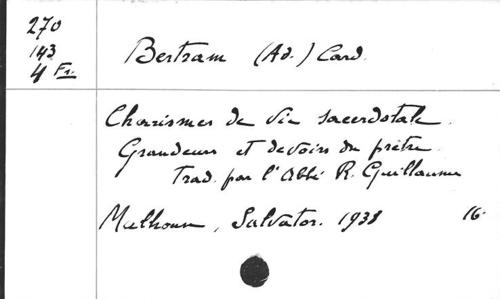 270
143
4 Fr.
Bertram (Ad.) Card.
Charismes de vie sacerdotale.
Grandeurs et devoirs du prêtre.
Trad. par l'Abbé R. Guillaume
Mulhouse, Salvator. 1938 16.